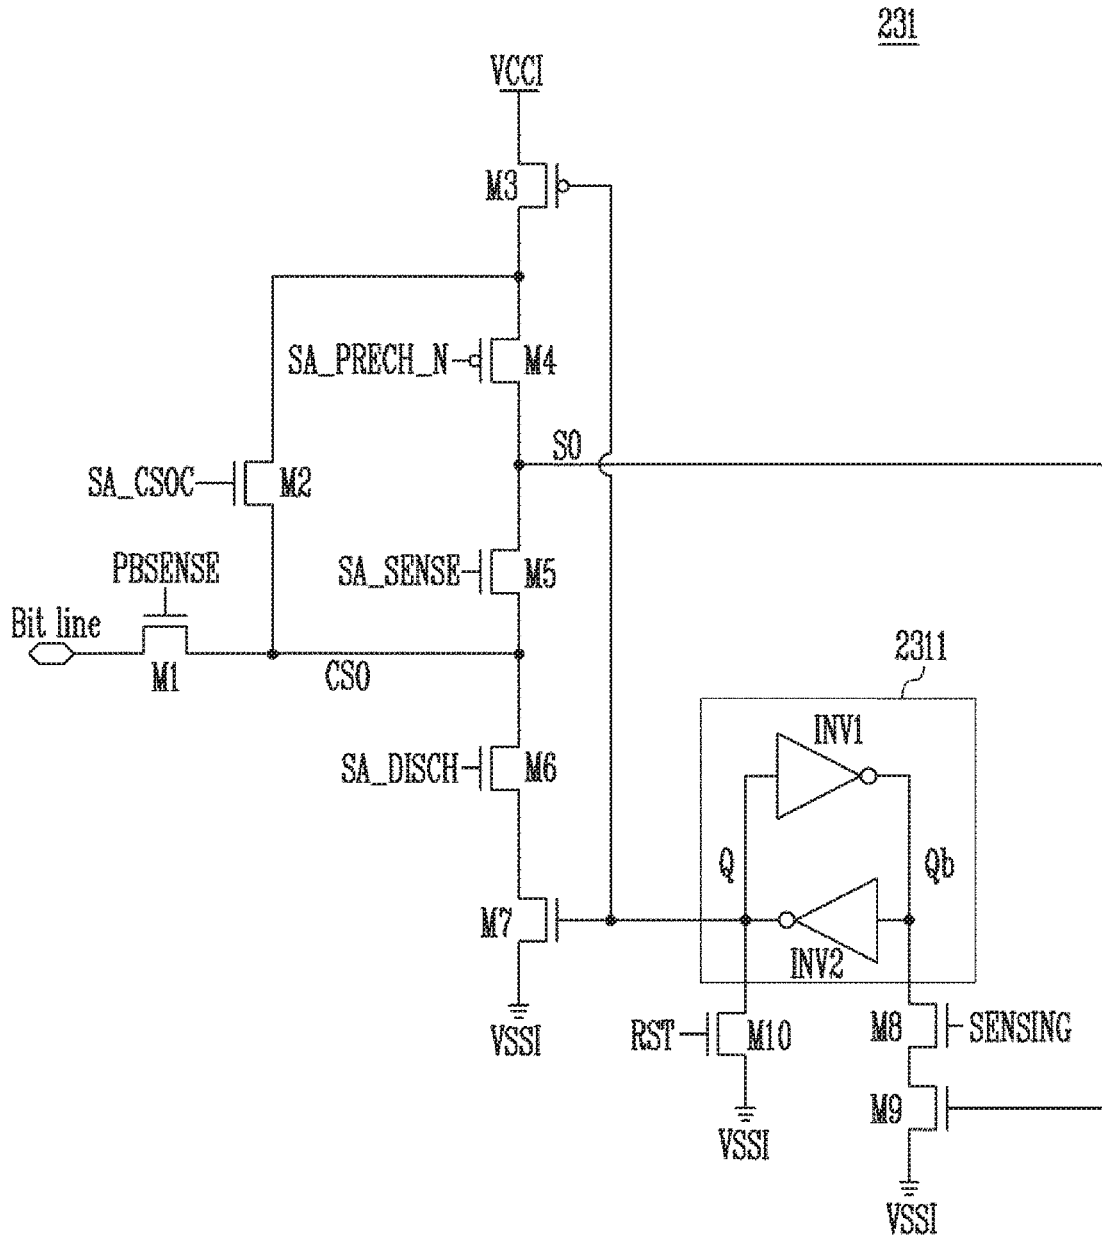 231
VCCI
M3
SA_PRECH_N
M4
SO
SA_CSOC
M2
PBSENSE
SA_SENSE
M5
Bit line
M1
CSO
2311
INV1
SA_DISCH
M6
Q
Qb
M7
INV2
VSSI
RST
M10
M8
SENSING
M9
VSSI
VSSI